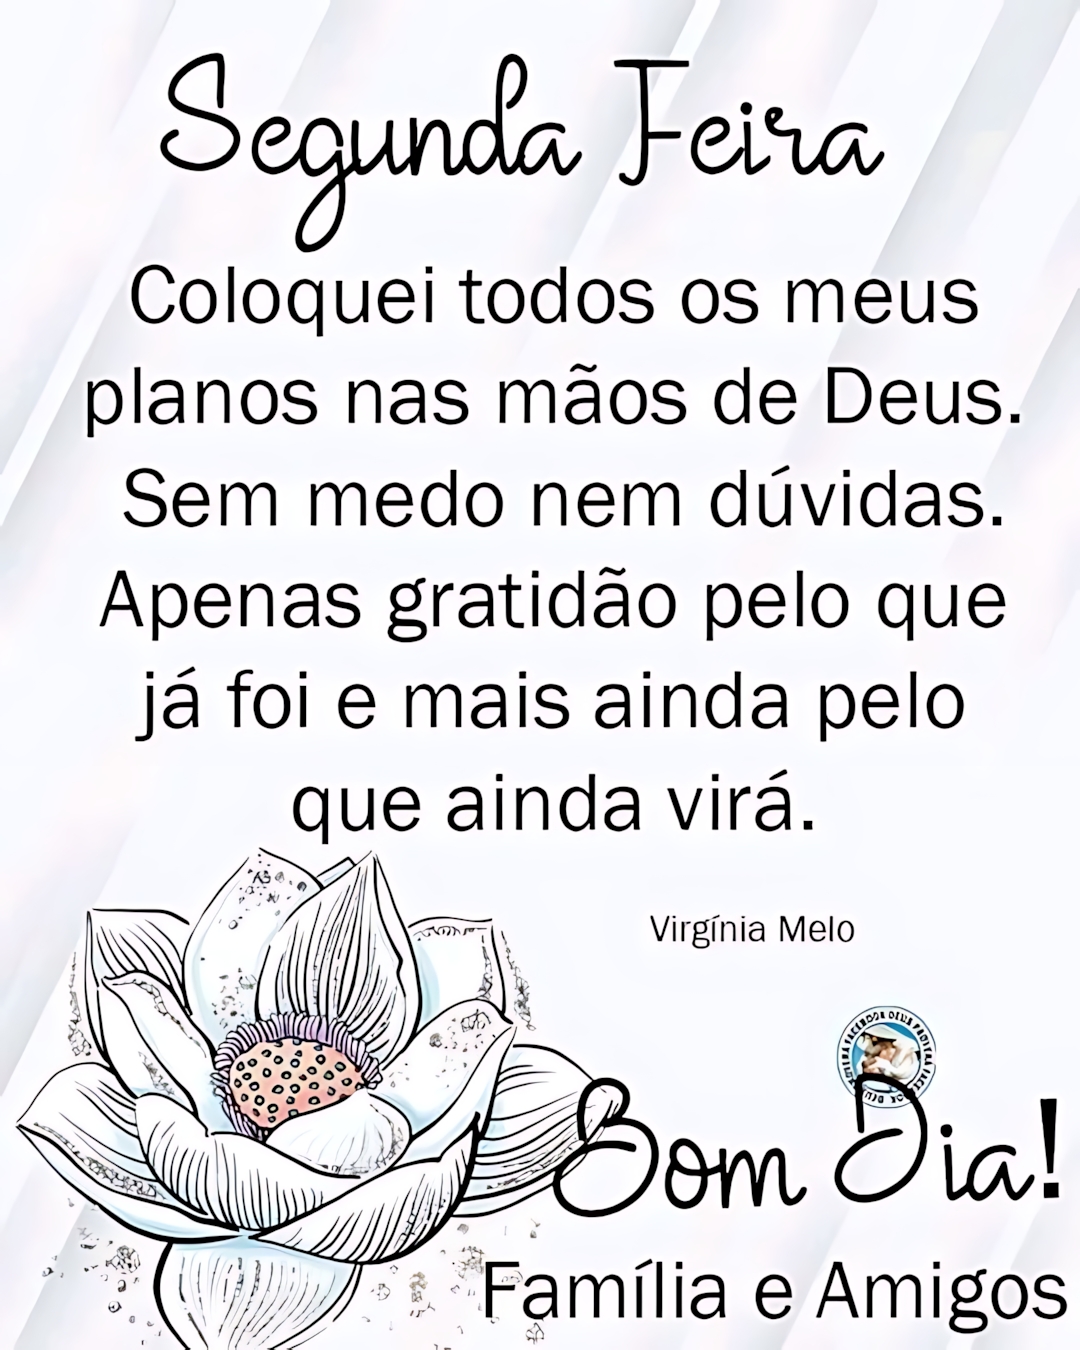 Segunda Feira
Coloquei todos os meus
planos nas mãos de Deus.
Sem medo nem dúvidas.
Apenas gratidão pelo que
já foi e mais ainda pelo
que ainda virá.
Virgínia Melo
Bom Dia!
Família e Amigos